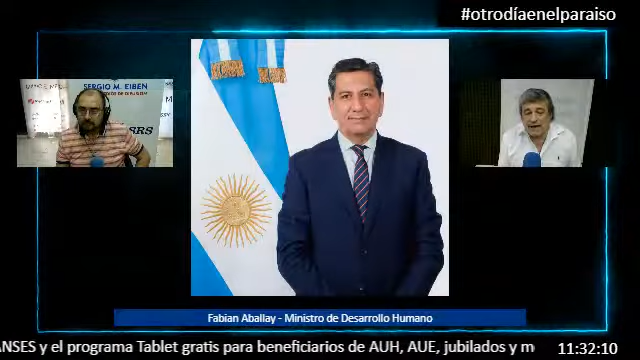 #otrodíaenelparaiso
SERGIO M. EIBEN
Fabian Aballay - Ministro de Desarrollo Humano
ANSES y el programa Tablet gratis para beneficiarios de AUH, AUE, jubilados y m
11:32:10